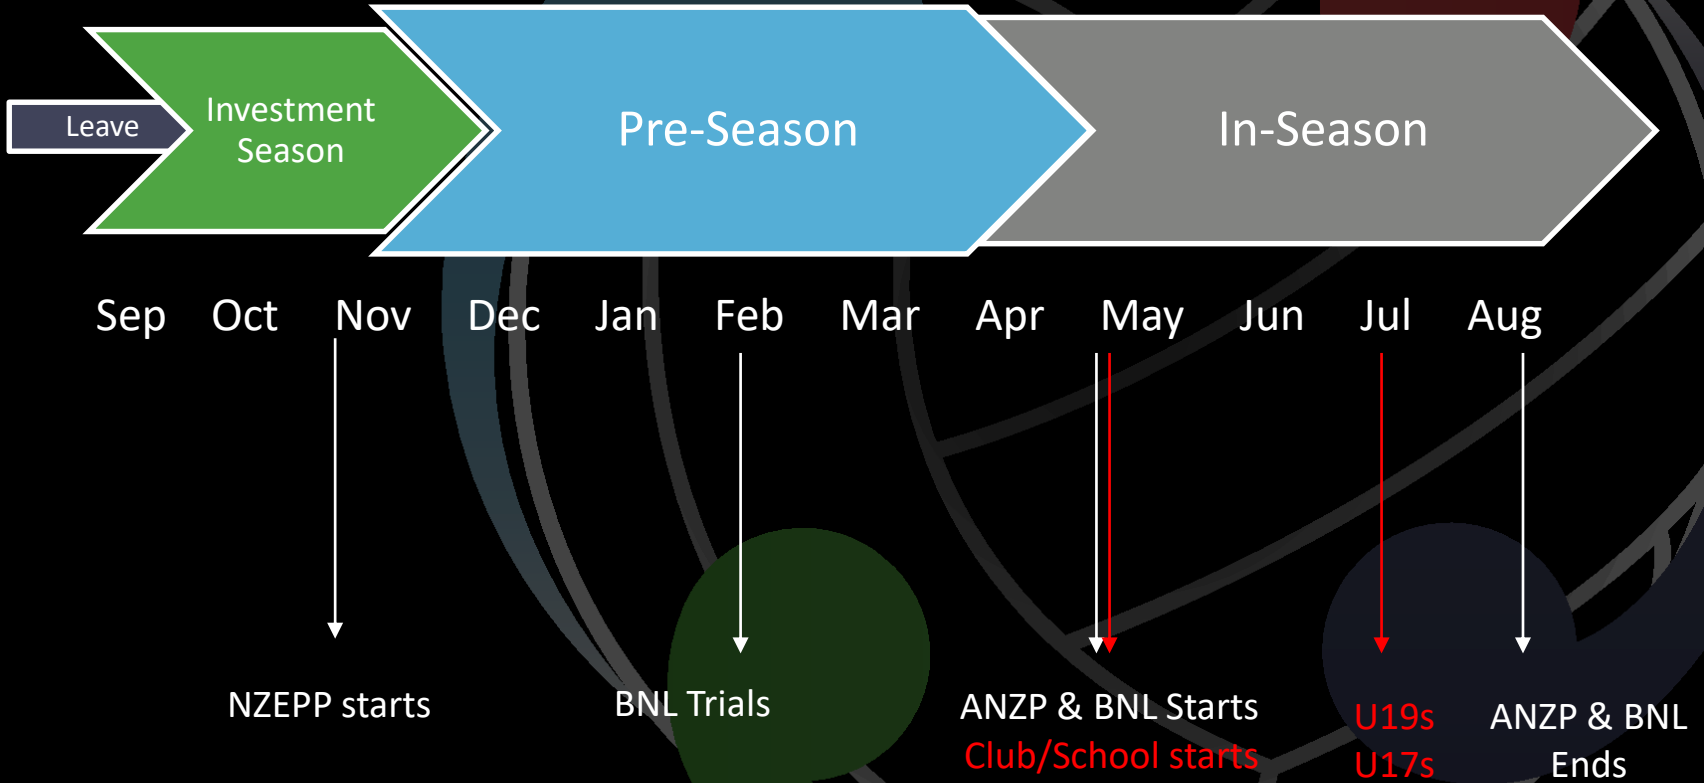 Leave
Investment
Season
Pre-Season
In-Season
Sep Oct Nov Dec Jan Feb Mar Apr May Jun Jul Aug
NZEPP starts
BNL Trials
ANZP & BNL Starts
Club/School starts
U19s
U17s
ANZP & BNL
Ends